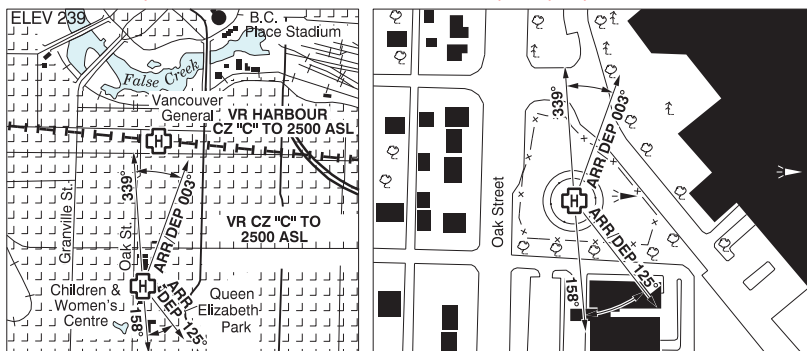 ELEV 239
B.C.
Place Stadium
False Creek
Vancouver
General
VR HARBOUR
CZ "C" TO 2500 ASL
H
339°
ARR/DEP 003°
Granville St.
Oak St.
VR CZ "C" TO
2500 ASL
H
Children &
Women's
Centre
158°
ARR
DEP 125°
Queen
Elizabeth
Park
339°
ARR/DEP 003°
H
Oak Street
ARR/DEP 125°
158°